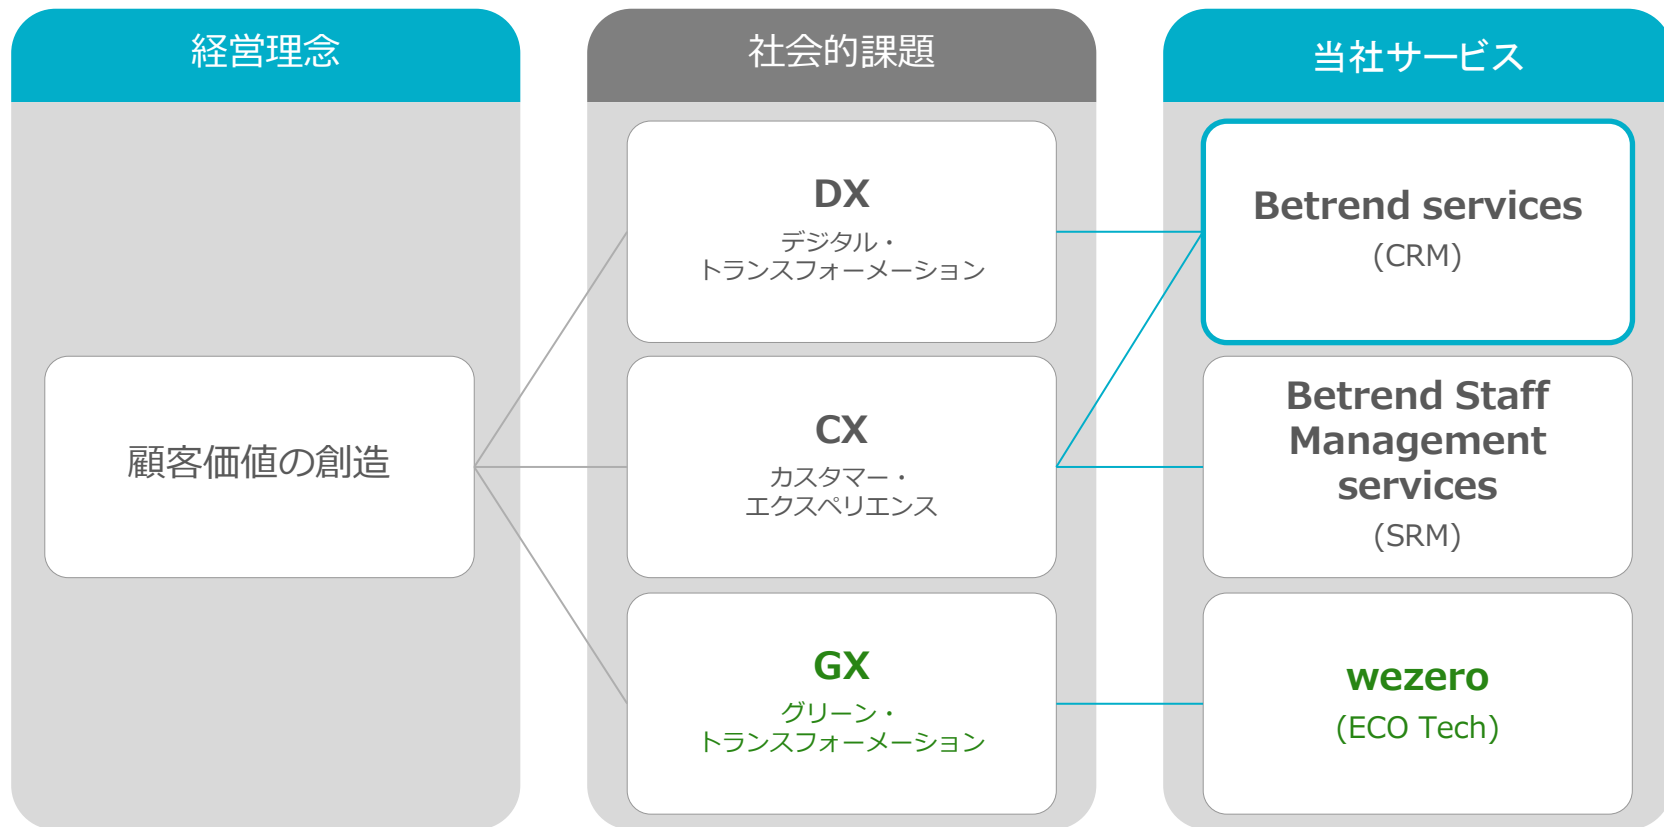 経営理念
顧客価値の創造
社会的課題
DX
デジタル・
トランスフォーメーション
CX
カスタマー・
エクスペリエンス
GX
グリーン・
トランスフォーメーション
当社サービス
Betrend services
(CRM)
Betrend Staff
Management
services
(SRM)
wezero
(ECO Tech)